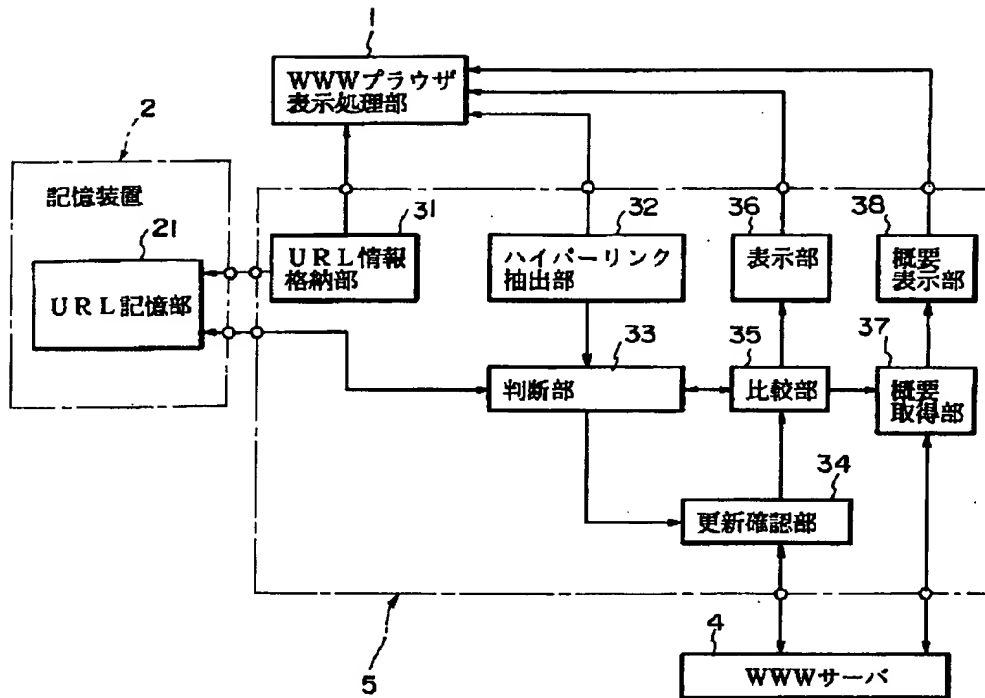 1
WWWブラウザ
表示処理部
2
記憶装置
21
URL記憶部
31
URL情報
格納部
32
ハイパーリンク
抽出部
36
表示部
38
概要
表示部
33
判断部
35
比較部
37
概要
取得部
34
更新確認部
5
4
WWWサーバ